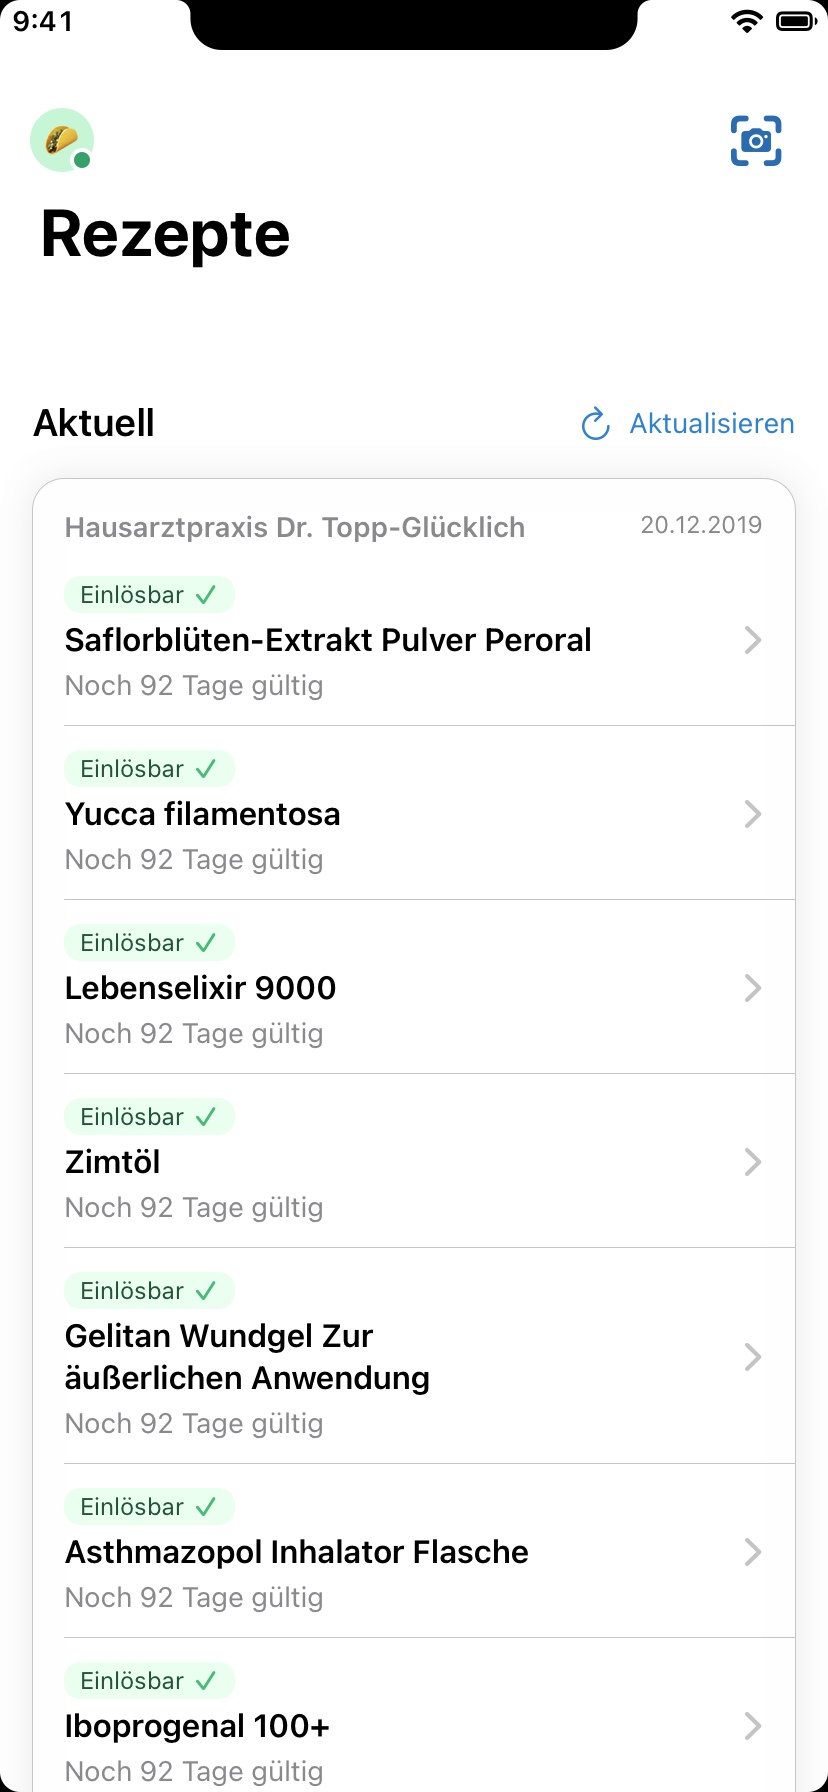 9:41
Rezepte
Aktuell
Aktualisieren
Hausarztpraxis Dr. Topp-Glücklich
20.12.2019
Einlösbar
Saflorblüten-Extrakt Pulver Peroral
Noch 92 Tage gültig
Einlösbar
Yucca filamentosa
Noch 92 Tage gültig
Einlösbar
Lebenselixir 9000
Noch 92 Tage gültig
Einlösbar
Zimtöl
Noch 92 Tage gültig
Einlösbar
Gelitan Wundgel Zur
äußerlichen Anwendung
Noch 92 Tage gültig
Einlösbar
Asthmazopol Inhalator Flasche
Noch 92 Tage gültig
Einlösbar
Iboprogenal 100+
Noch 92 Tage gültig